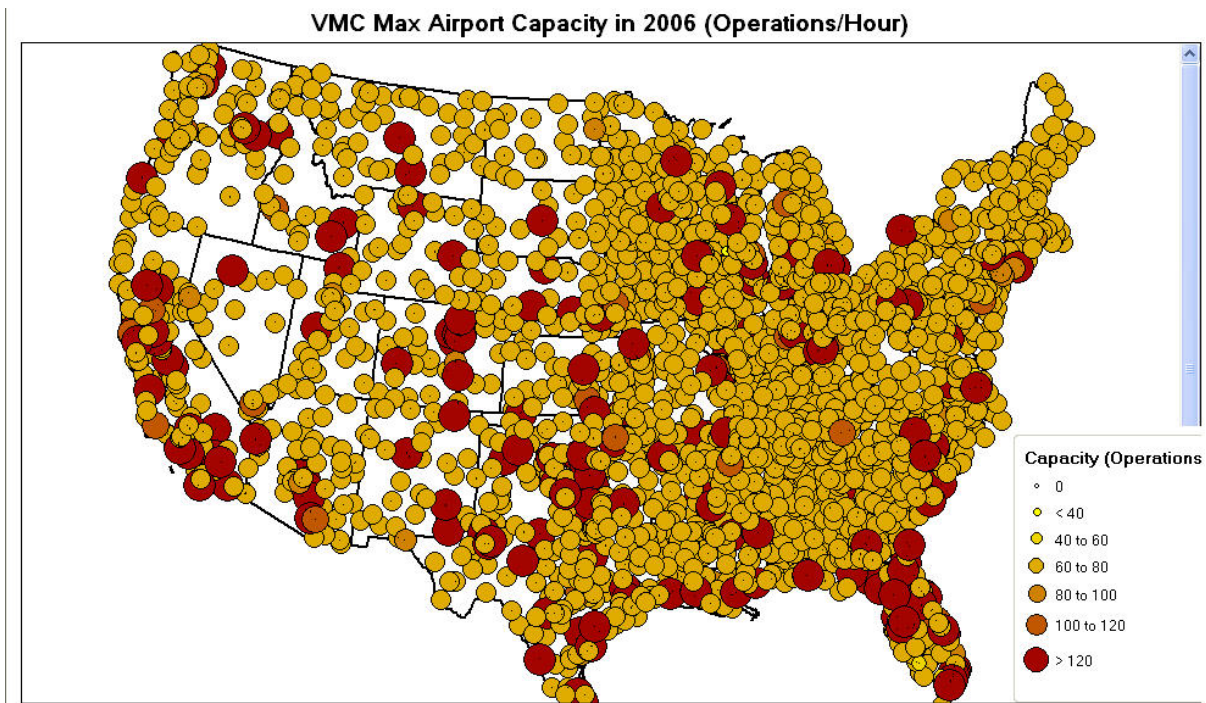 VMC Max Airport Capacity in 2006 (Operations/Hour)
Capacity (Operations
0
< 40
40 to 60
60 to 80
80 to 100
100 to 120
> 120